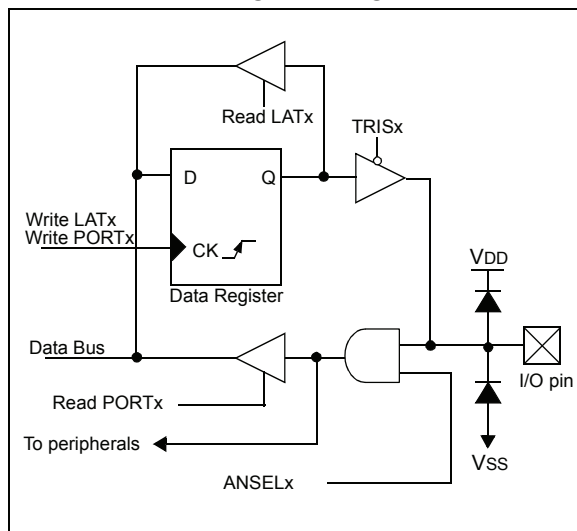 Read LATx
TRISx
D
Q
Write LATx
Write PORTx
CK
Data Register
VDD
Data Bus
I/O pin
Read PORTx
To peripherals
VSS
ANSELx